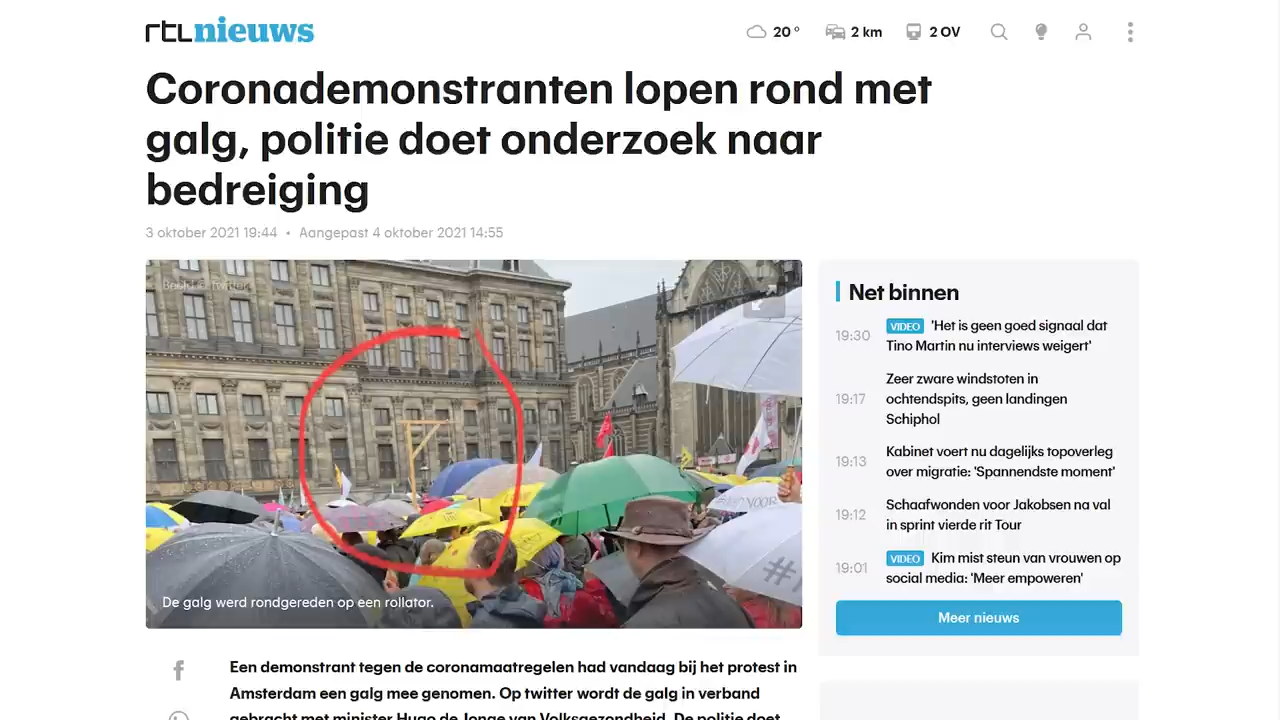 rtl nieuws
20 °
2 km
2 OV
Coronademonstranten lopen rond met
galg, politie doet onderzoek naar
bedreiging
3 oktober 2021 19:44 • Aangepast 4 oktober 2021 14:55
De galg werd rondgereden op een rollator.
Net binnen
19:30 VIDEO 'Het is geen goed signaal dat
Tino Martin nu interviews weigert'
19:17 Zeer zware windstoten in
ochtendspits, geen landingen
Schiphol
19:13 Kabinet voert nu dagelijks topoverleg
over migratie: 'Spannendste moment'
19:12 Schaafwonden voor Jakobsen na val
in sprint vierde rit Tour
19:01 VIDEO Kim mist steun van vrouwen op
social media: 'Meer empoweren'
Meer nieuws
Een demonstrant tegen de coronamaatregelen had vandaag bij het protest in
Amsterdam een galg mee genomen. Op twitter wordt de galg in verband
gebracht met minister Hugo de Jonge van Volksgezondheid. De politie doet